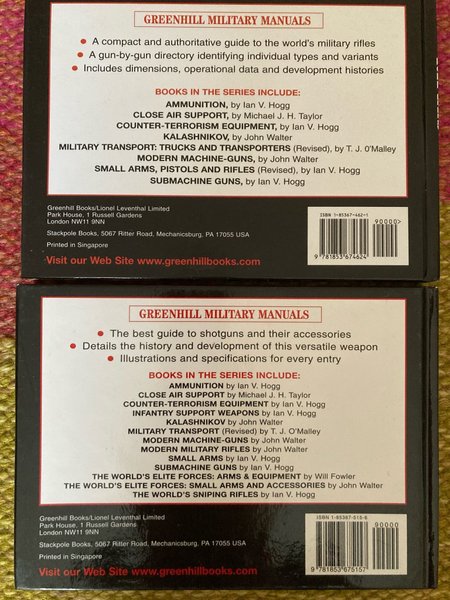 GREENHILL MILITARY MANUALS
• A compact and authoritative guide to the world's military rifles
• A gun-by-gun directory identifying individual types and variants
• Includes dimensions, operational data and development histories
BOOKS IN THE SERIES INCLUDE:
AMMUNITION, by Ian V. Hogg
CLOSE AIR SUPPORT, by Michael J. H. Taylor
COUNTER-TERRORISM EQUIPMENT, by Ian V. Hogg
KALASHNIKOV, by John Walter
MILITARY TRANSPORT: TRUCKS AND TRANSPORTERS (Revised), by T. J. O'Malley
MODERN MACHINE-GUNS, by John Walter
SMALL ARMS, PISTOLS AND RIFLES (Revised), by Ian V. Hogg
SUBMACHINE GUNS, by Ian V. Hogg
Greenhill Books/Lionel Leventhal Limited
Park House, 1 Russell Gardens
London NW11 9NN
Stackpole Books, 5067 Ritter Road, Mechanicsburg, PA 17055 USA
Printed in Singapore
Visit our Web Site www.greenhillbooks.com
ISBN 1-85367-462-1
90000>
9 781853 674624
GREENHILL MILITARY MANUALS
• The best guide to shotguns and their accessories
• Details the history and development of this versatile weapon
• Illustrations and specifications for every entry
BOOKS IN THE SERIES INCLUDE:
AMMUNITION by Ian V. Hogg
CLOSE AIR SUPPORT by Michael J. H. Taylor
COUNTER-TERRORISM EQUIPMENT by Ian V. Hogg
INFANTRY SUPPORT WEAPONS by Ian V. Hogg
KALASHNIKOV by John Walter
MILITARY TRANSPORT (Revised) by T. J. O'Malley
MODERN MACHINE-GUNS by John Walter
MODERN MILITARY RIFLES by John Walter
SMALL ARMS by Ian V. Hogg
SUBMACHINE GUNS by Ian V. Hogg
THE WORLD'S ELITE FORCES: ARMS & EQUIPMENT by Will Fowler
THE WORLD'S ELITE FORCES: SMALL ARMS AND ACCESSORIES by John Walter
THE WORLD'S SNIPING RIFLES by Ian V. Hogg
Greenhill Books/Lionel Leventhal Limited
Park House, 1 Russell Gardens
London NW11 9NN
Stackpole Books, 5067 Ritter Road, Mechanicsburg, PA 17055 USA
Printed in Singapore
Visit our Web Site www.greenhillbooks.com
90000
9 781853 675157